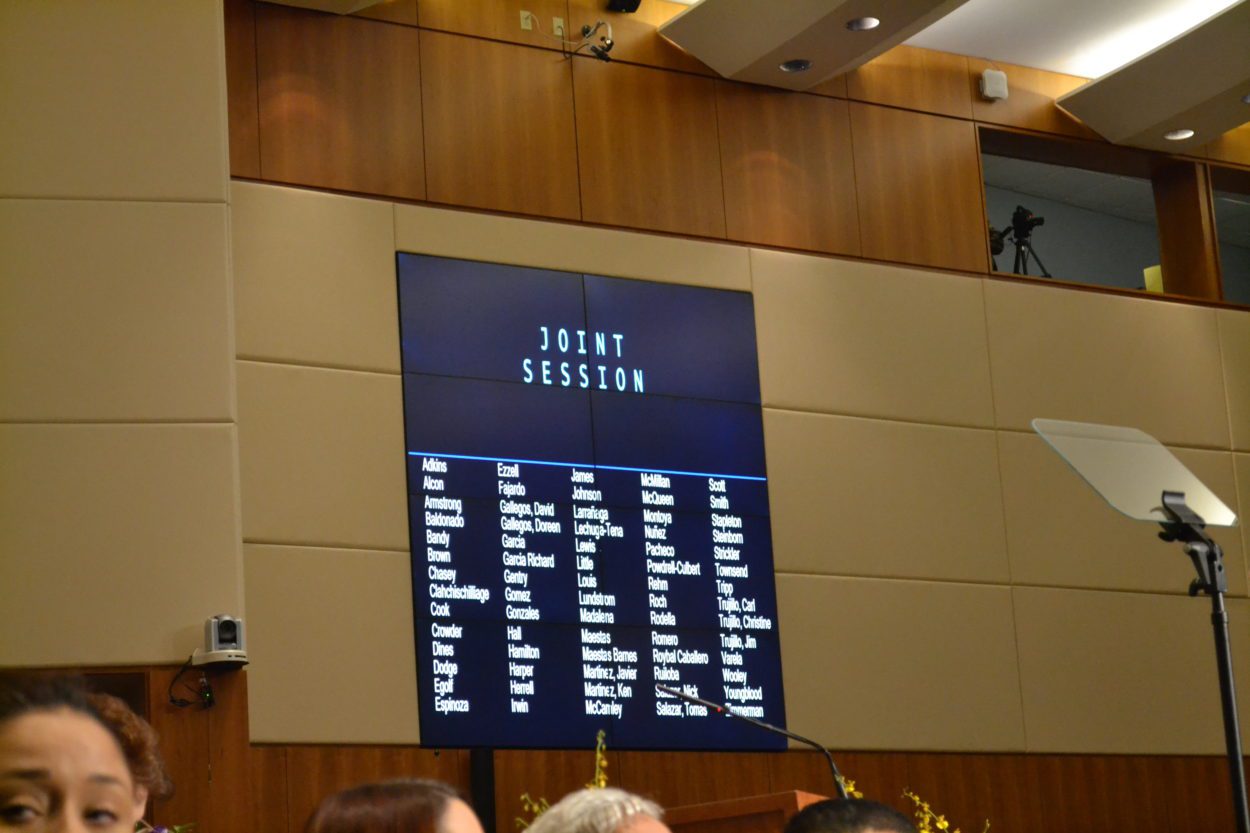 JOINT
SESSION
Adkins
Alcon
Armstrong
Baldonado
Bandy
Brown
Chasey
Clahchischilliage
Cook
Crowder
Dines
Dodge
Egolf
Espinoza
Ezzell
Fajardo
Gallegos, David
Gallegos, Doreen
Garcia
Garcia Richard
Gentry
Gomez
Gonzales
Hall
Hamilton
Harper
Herrell
Irwin
James
Johnson
Larrañaga
Lechuga-Tena
Lewis
Little
Louis
Lundstrom
Madalena
Maestas
Maestas Barnes
Martinez, Javier
Martinez, Ken
McCamley
McMillan
McQueen
Montoya
Nuñez
Pacheco
Powdrell-Culbert
Rehm
Roch
Rodella
Romero
Roybal Caballero
Ruiloba
Salazar, Nick
Salazar, Tomas
Scott
Smith
Stapleton
Steinborn
Strickler
Townsend
Tripp
Trujillo, Carl
Trujillo, Christine
Trujillo, Jim
Varela
Wooley
Youngblood
Zimmerman